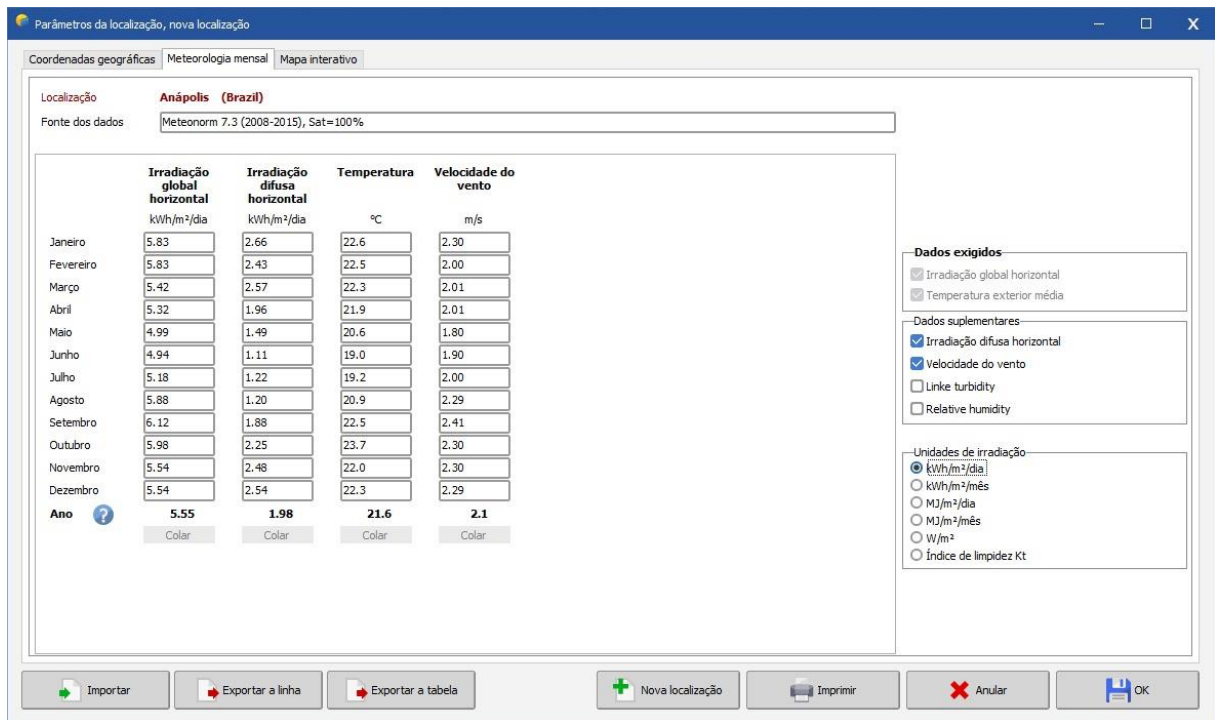 Parâmetros da localização, nova localização
Coordenadas geográficas Meteorologia mensal Mapa interativo
Localização Anápolis (Brazil)
Fonte dos dados Meteonorm 7.3 (2008-2015), Sat=100%
Irradiação global horizontal Irradiação difusa horizontal Temperatura Velocidade do vento
kWh/m²/dia kWh/m²/dia °C m/s
Janeiro 5.83 2.66 22.6 2.30
Fevereiro 5.83 2.43 22.5 2.00
Março 5.42 2.57 22.3 2.01
Abril 5.32 1.96 21.9 2.01
Maio 4.99 1.49 20.6 1.80
Junho 4.94 1.11 19.0 1.90
Julho 5.18 1.22 19.2 2.00
Agosto 5.88 1.20 20.9 2.29
Setembro 6.12 1.88 22.5 2.41
Outubro 5.98 2.25 23.7 2.30
Novembro 5.54 2.48 22.0 2.30
Dezembro 5.54 2.54 22.3 2.29
Ano ? 5.55 1.98 21.6 2.1
Colar Colar Colar Colar
Dados exigidos
Irradiação global horizontal
Temperatura exterior média
Dados suplementares
Irradiação difusa horizontal
Velocidade do vento
Linke turbidity
Relative humidity
Unidades de irradiação
kWh/m²/dia
kWh/m²/mês
MJ/m²/dia
MJ/m²/mês
W/m²
Índice de limpidez Kt
Importar Exportar a linha Exportar a tabela Nova localização Imprimir Anular OK